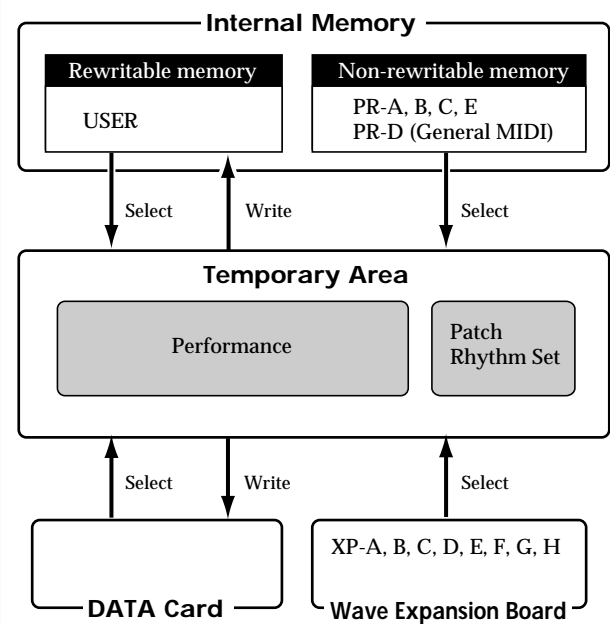 Internal Memory
Rewritable memory
USER
Non-rewritable memory
PR-A, B, C, E
PR-D (General MIDI)
Select
Write
Select
Temporary Area
Performance
Patch
Rhythm Set
Select
Write
Select
DATA Card
XP-A, B, C, D, E, F, G, H
Wave Expansion Board